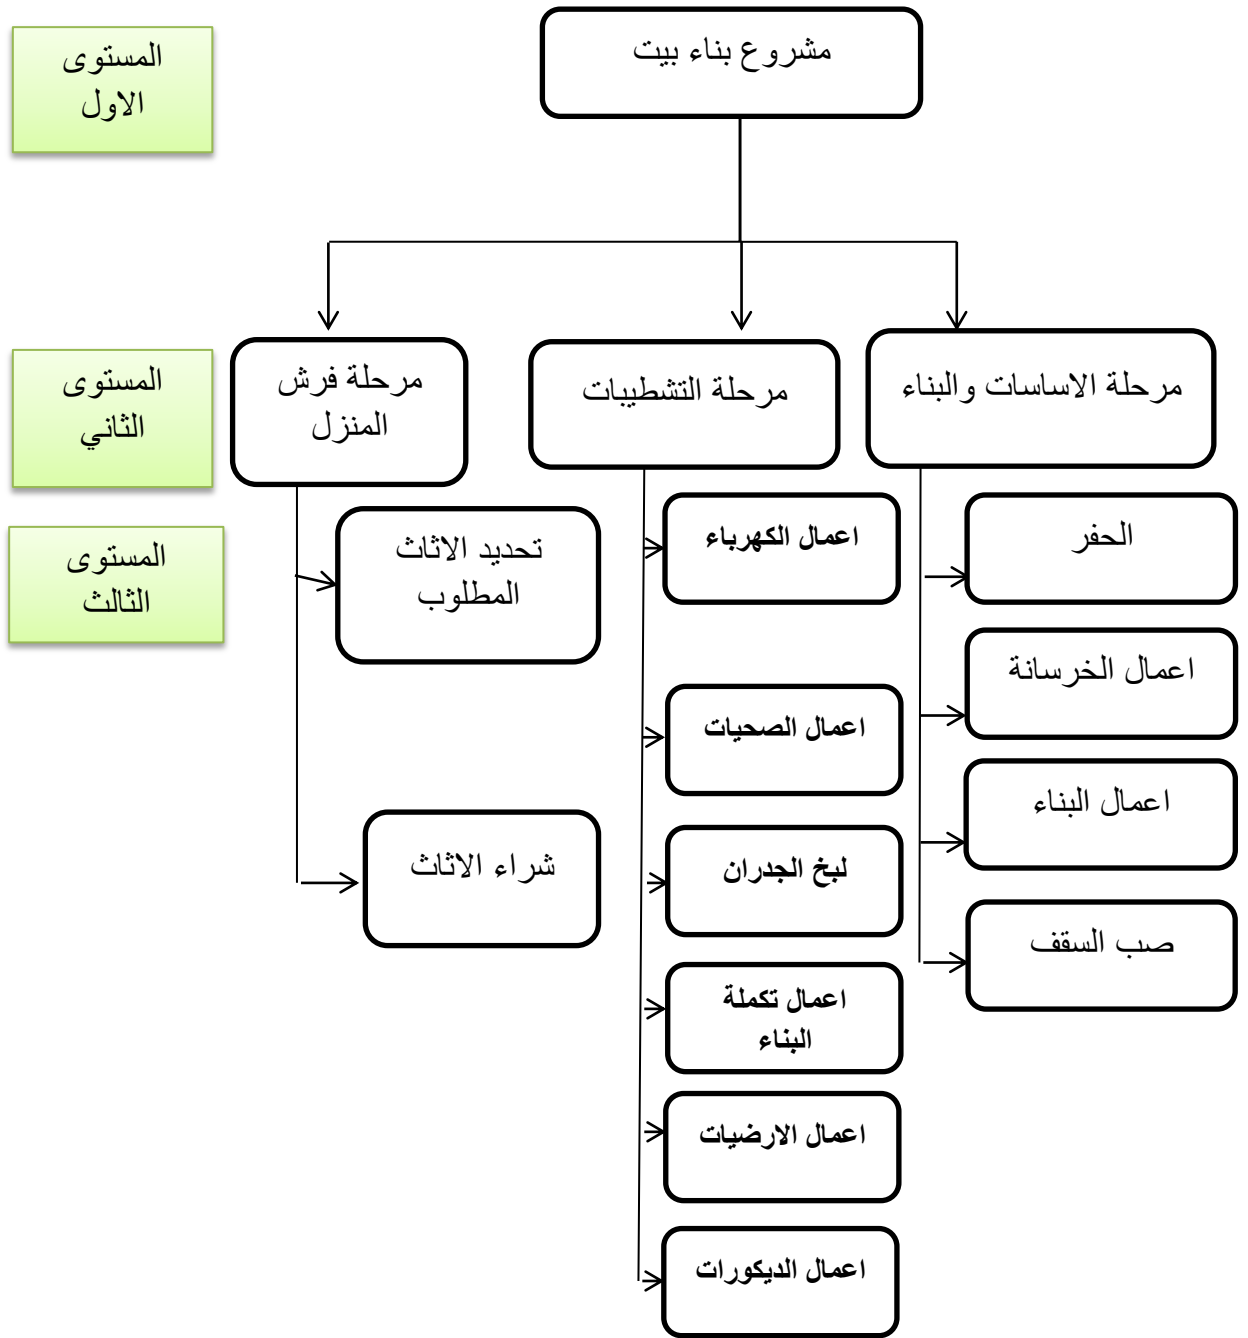 مشروع بناء بيت
المستوى
الاول
مرحلة الاساسات والبناء
مرحلة التشطيبات
مرحلة فرش
المنزل
المستوى
الثاني
الحفر
اعمال الخرسانة
اعمال البناء
صب السقف
اعمال الكهرباء
اعمال الصحيات
لبخ الجدران
اعمال تكملة
البناء
اعمال الارضيات
اعمال الديكورات
تحديد الاثاث
المطلوب
شراء الاثاث
المستوى
الثالث